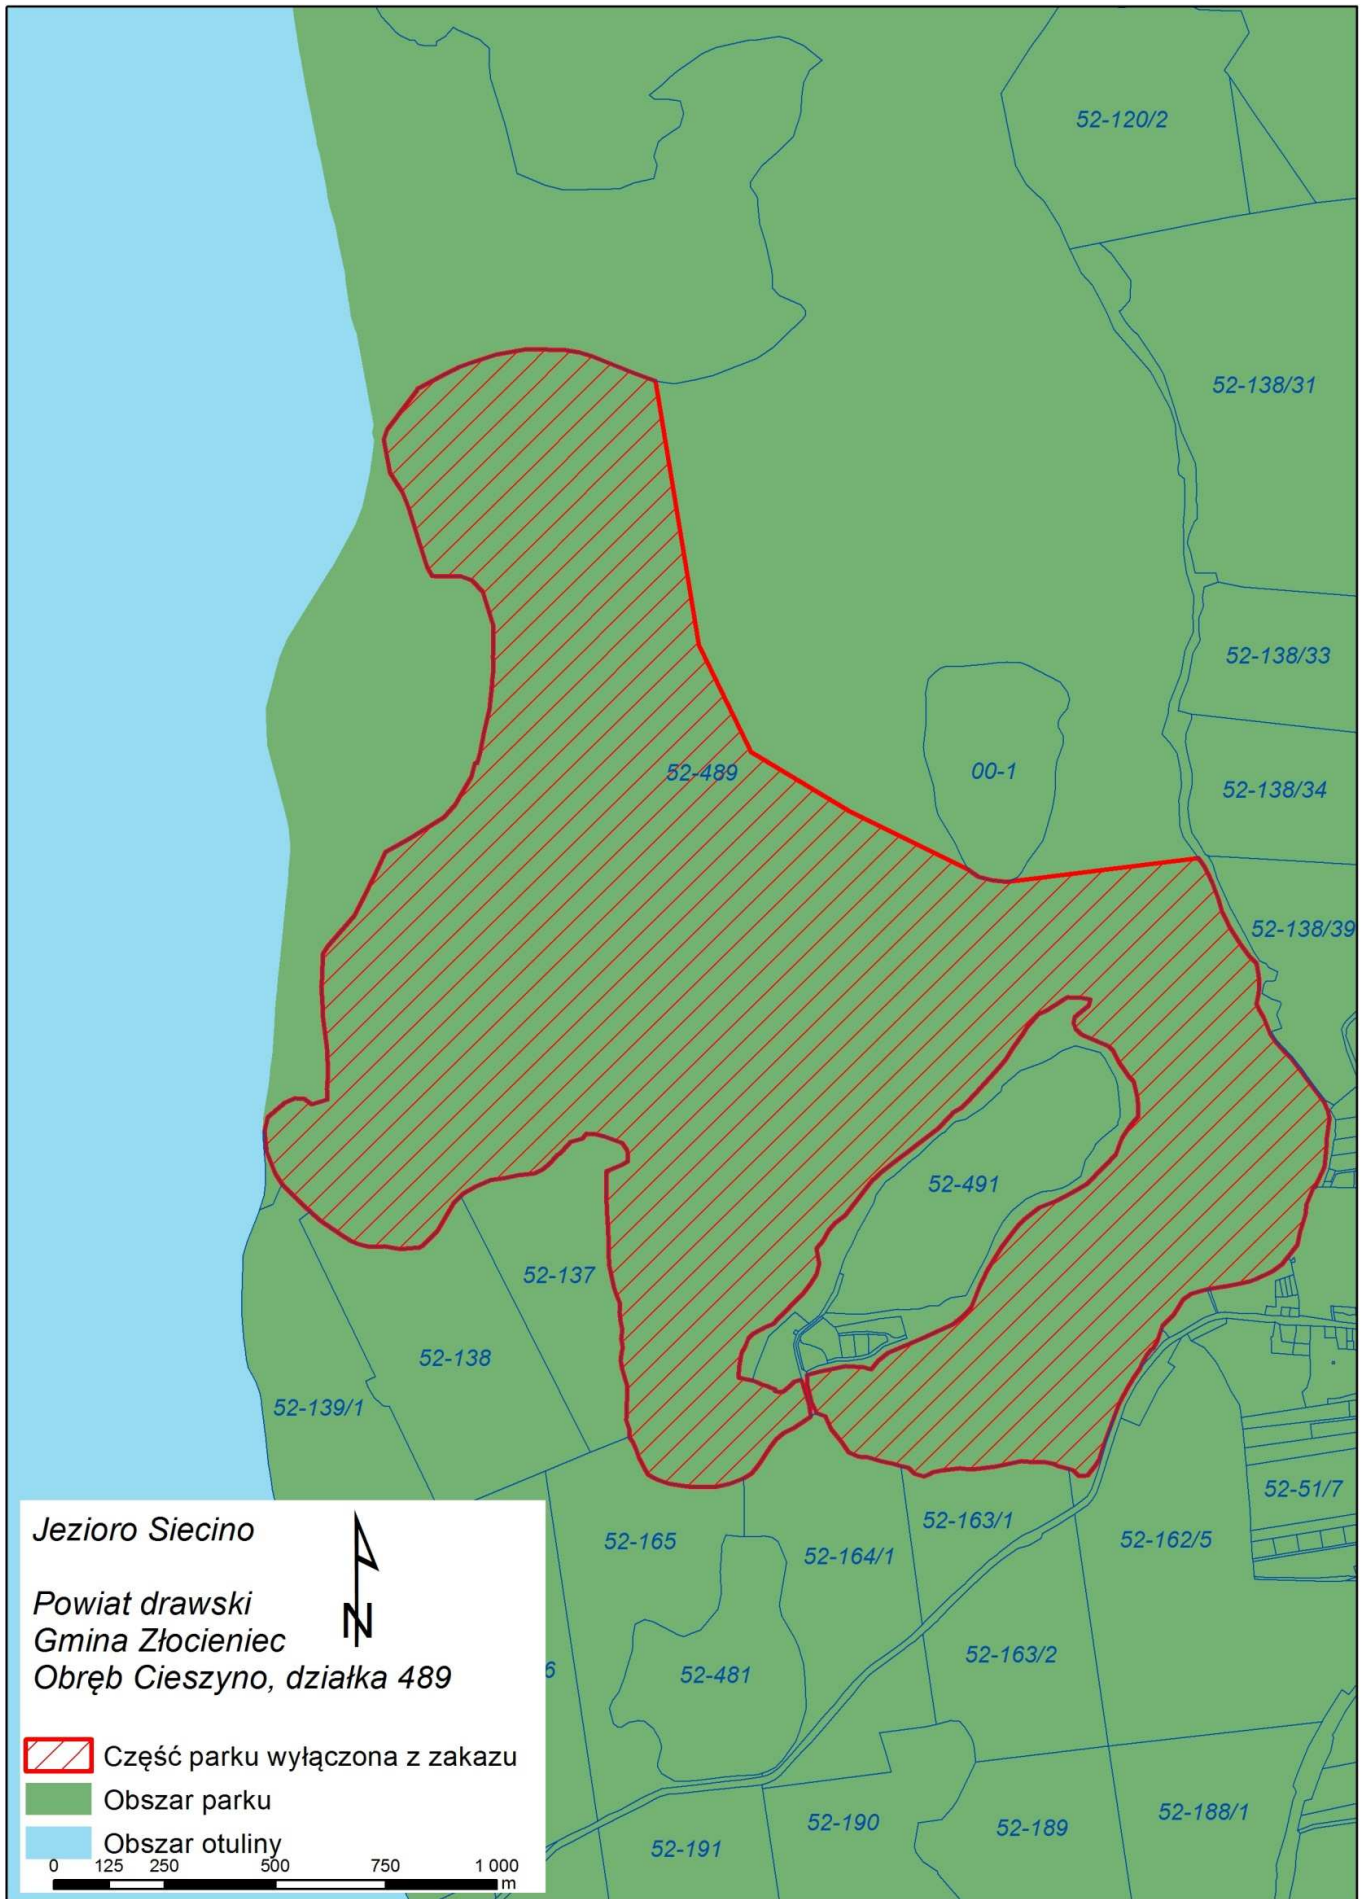 52-120/2
52-138/31
52-138/33
52-489
00-1
52-138/34
52-138/39
52-491
52-137
52-138
52-139/1
52-51/7
52-163/1
52-165
52-164/1
52-162/5
52-163/2
6
52-481
52-188/1
52-190
52-189
52-191
Jezioro Siecino
Powiat drawski
Gmina Złocieniec
Obręb Cieszyno, działka 489
N
Część parku wyłączona z zakazu
Obszar parku
Obszar otuliny
0 125 250 500 750 1 000
m